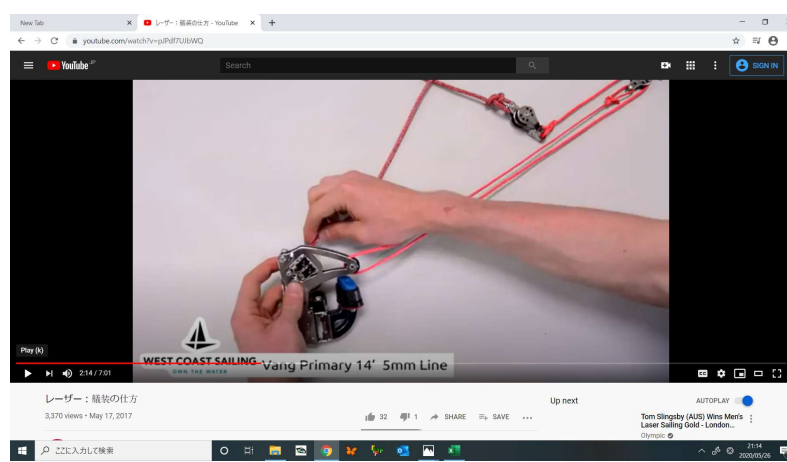 New Tab
レーザー：艤装の仕方 - YouTube
youtube.com/watch?v=pJPdf7UJbWQ
YouTube JP
Search
SIGN IN
WEST COAST SAILING
OWN THE WATER
Vang Primary 14' 5mm Line
Play (k)
2:14 / 7:01
CC
レーザー：艤装の仕方
3,370 views • May 17, 2017
32
1
SHARE
SAVE
Up next
AUTOPLAY
Tom Slingsby (AUS) Wins Men's
Laser Sailing Gold - London...
Olympic
ここに入力して検索
21:14
2020/05/26